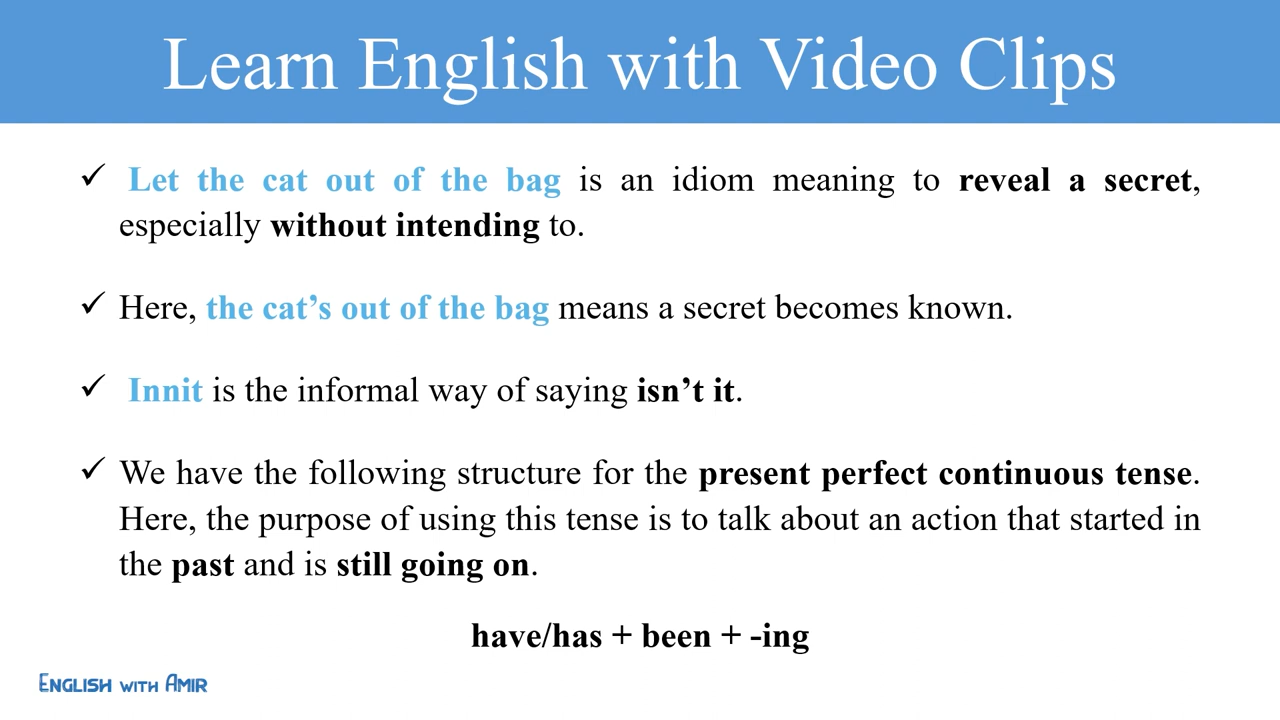 Learn English with Video Clips
✓ Let the cat out of the bag is an idiom meaning to reveal a secret,
especially without intending to.
✓ Here, the cat’s out of the bag means a secret becomes known.
✓ Innit is the informal way of saying isn’t it.
✓ We have the following structure for the present perfect continuous tense.
Here, the purpose of using this tense is to talk about an action that started in
the past and is still going on.
have/has + been + -ing
English with Amir